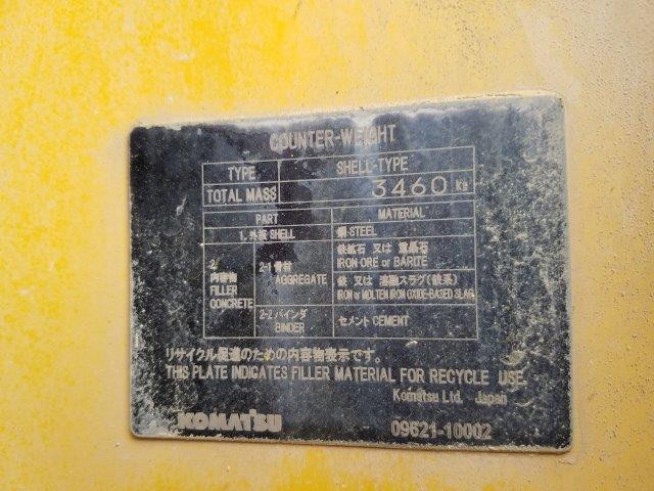 COUNTER-WEIGHT
TYPE SHELL-TYPE
TOTAL MASS 3460 Kg
PART MATERIAL
1. 外殻 SHELL 鋼 STEEL
2 内容物 FILLER CONCRETE
2-1 骨材 AGGREGATE
鉄鉱石 又は 重晶石
IRON ORE or BARITE
鉄 又は 溶融スラグ (鉄系)
IRON or MOLTEN IRON OXIDE-BASED SLAG
2-2 バインダ BINDER
セメント CEMENT
リサイクル促進のための内容物表示です。
THIS PLATE INDICATES FILLER MATERIAL FOR RECYCLE USE.
Komatsu Ltd. Japan
KOMATSU 09621-10002